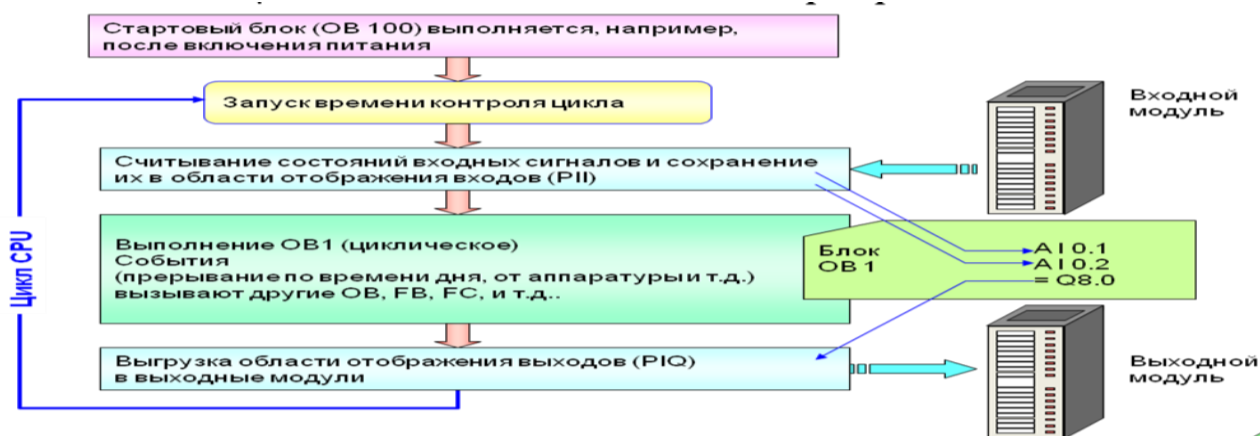 Стартовый блок (OB 100) выполняется, например,
после включения питания
Запуск времени контроля цикла
Входной
модуль
Считывание состояний входных сигналов и сохранение
их в области отображения входов (PII)
Цикл CPU
Выполнение OB1 (циклическое)
События
(прерывание по времени дня, от аппаратуры и т.д.)
вызывают другие OB, FB, FC, и т.д..
Блок
OB 1
A I 0.1
A I 0.2
= Q8.0
Выгрузка области отображения выходов (PIQ)
в выходные модули
Выходной
модуль